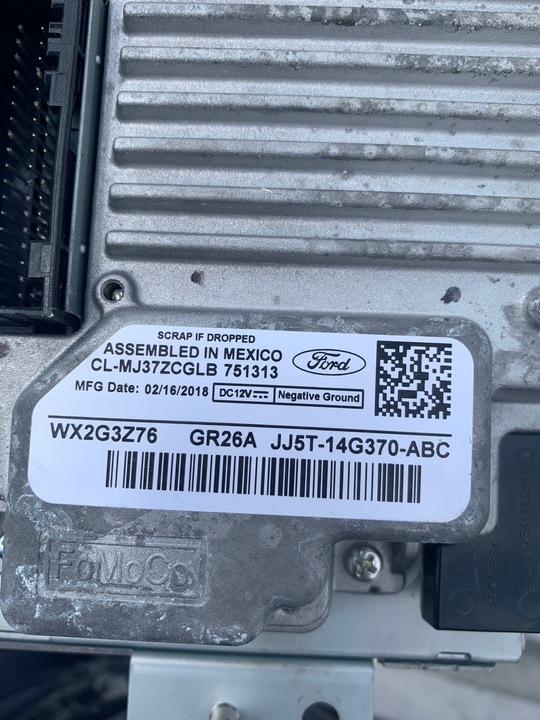 SCRAP IF DROPPED
ASSEMBLED IN MEXICO
CL-MJ37ZCGLB 751313
Ford
MFG Date: 02/16/2018 DC12V Negative Ground
WX2G3Z76 GR26A JJ5T-14G370-ABC
FoMoCo